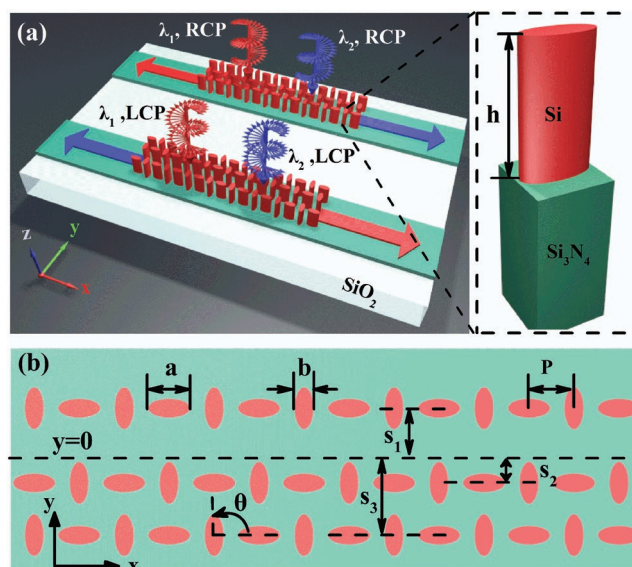 (a)
λ₁, RCP
λ₂, RCP
λ₁ ,LCP
λ₂ ,LCP
z
y
x
SiO₂
h
Si
Si₃N₄
(b)
a
b
P
s₁
y=0
s₂
s₃
θ
y
x